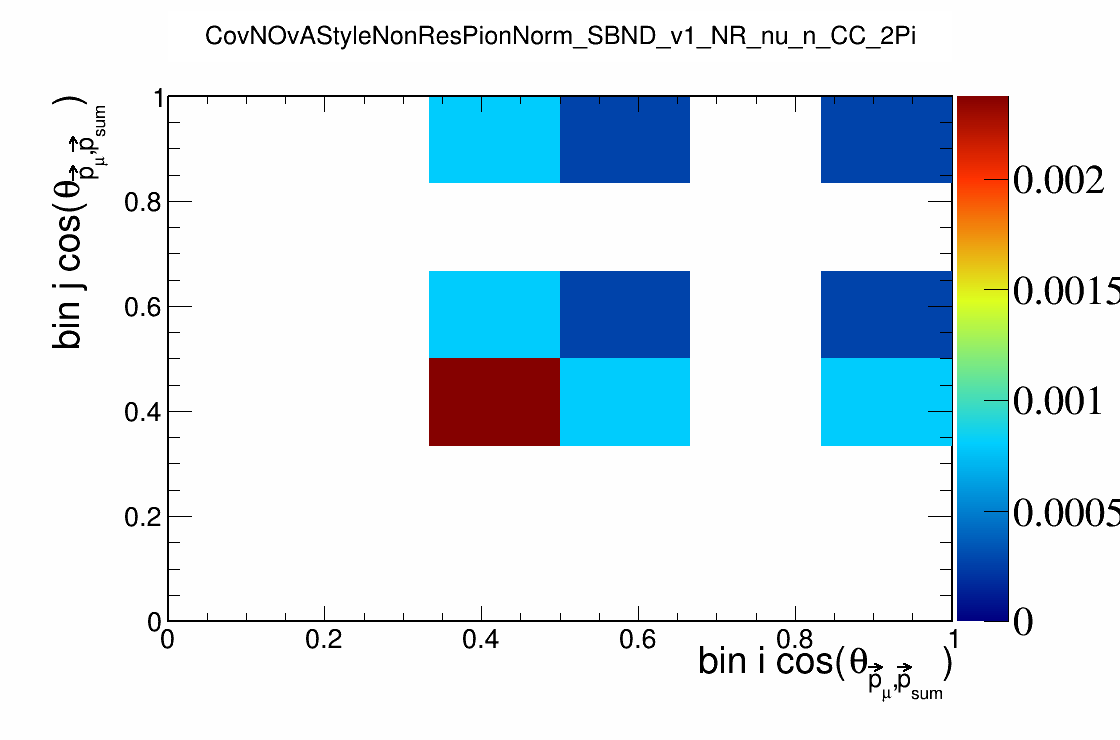 CovNOvAStyleNonResPionNorm_SBND_v1_NR_nu_n_CC_2Pi
bin j cos(θp⃗μ,p⃗sum)
1
0.8
0.6
0.4
0.2
0
0 0.2 0.4 0.6 0.8 1
bin i cos(θp⃗μ,p⃗sum)
0.002
0.0015
0.001
0.0005
0